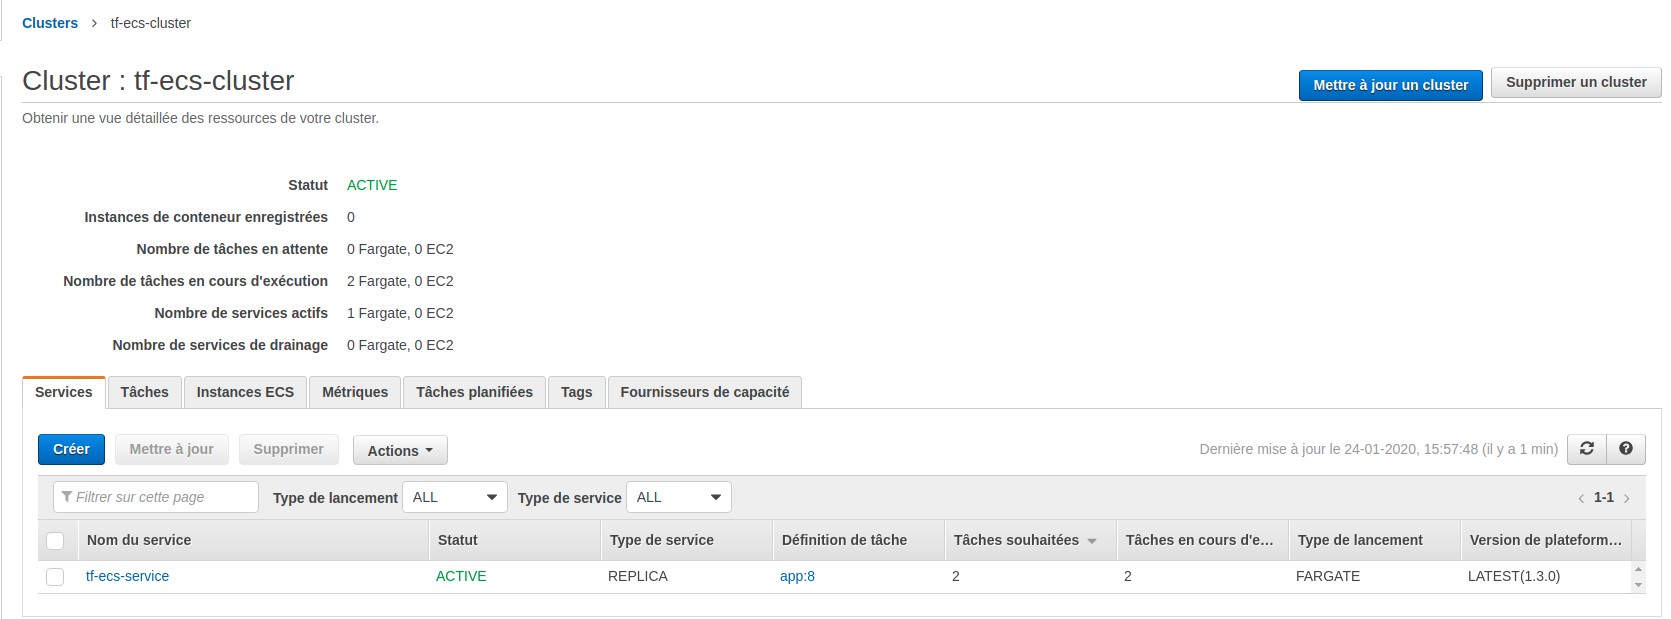 Clusters > tf-ecs-cluster
Cluster : tf-ecs-cluster
Mettre à jour un cluster Supprimer un cluster
Obtenir une vue détaillée des ressources de votre cluster.
Statut ACTIVE
Instances de conteneur enregistrées 0
Nombre de tâches en attente 0 Fargate, 0 EC2
Nombre de tâches en cours d'exécution 2 Fargate, 0 EC2
Nombre de services actifs 1 Fargate, 0 EC2
Nombre de services de drainage 0 Fargate, 0 EC2
Services Tâches Instances ECS Métriques Tâches planifiées Tags Fournisseurs de capacité
Créer Mettre à jour Supprimer Actions Dernière mise à jour le 24-01-2020, 15:57:48 (il y a 1 min)
Filtrer sur cette page Type de lancement ALL Type de service ALL < 1-1 >
Nom du service Statut Type de service Définition de tâche Tâches souhaitées Tâches en cours d'e... Type de lancement Version de plateform...
tf-ecs-service ACTIVE REPLICA app:8 2 2 FARGATE LATEST(1.3.0)